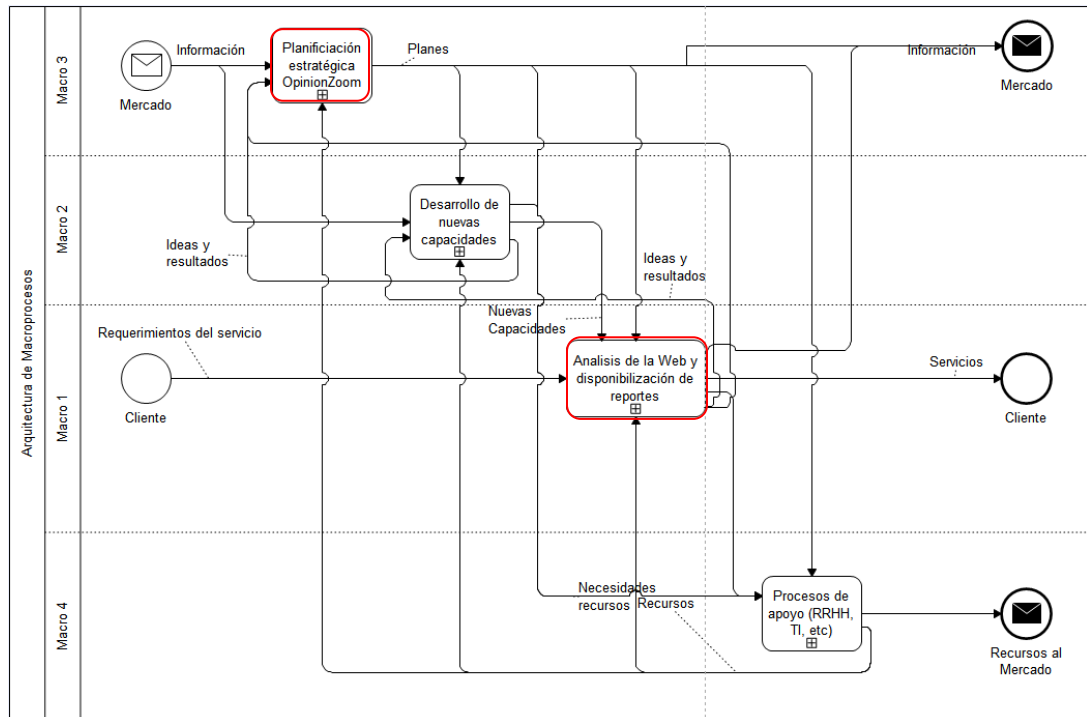 Arquitectura de Macroprocesos
Macro 3
Mercado
Información
Planificiación
estratégica
OpinionZoom
Planes
Información
Mercado
Macro 2
Desarrollo de
nuevas
capacidades
Ideas y
resultados
Ideas y
resultados
Nuevas
Capacidades
Macro 1
Requerimientos del servicio
Cliente
Analisis de la Web y
disponibilización de
reportes
Servicios
Cliente
Macro 4
Necesidades
recursos
Recursos
Procesos de
apoyo (RRHH,
TI, etc)
Recursos al
Mercado